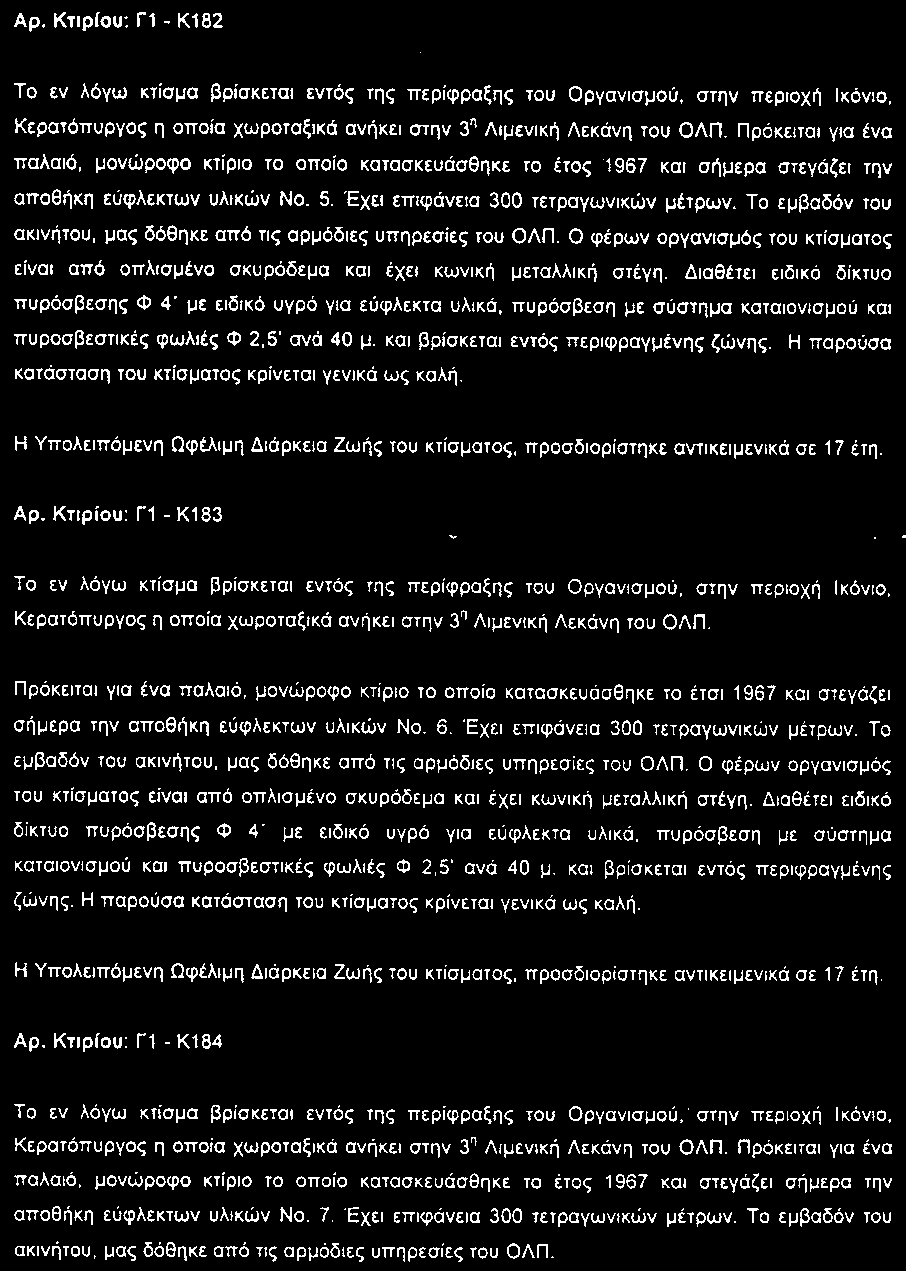 Αρ. Κτιρίου: Γ1 - Κ182
Το εν λόγω κτίσμα βρίσκεται εντός της περίφραξης του Οργανισμού, στην περιοχή Ικόνιο,
Κερατόπυργος η οποία χωροταξικά ανήκει στην 3η Λιμενική Λεκάνη του ΟΛΠ. Πρόκειται για ένα
παλαιό, μονώροφο κτίριο το οποίο κατασκευάσθηκε το έτος 1967 και σήμερα στεγάζει την
αποθήκη εύφλεκτων υλικών Νο. 5. Έχει επιφάνεια 300 τετραγωνικών μέτρων. Το εμβαδόν του
ακινήτου, μας δόθηκε από τις αρμόδιες υπηρεσίες του ΟΛΠ. Ο φέρων οργανισμός του κτίσματος
είναι από οπλισμένο σκυρόδεμα και έχει κωνική μεταλλική στέγη. Διαθέτει ειδικό δίκτυο
πυρόσβεσης Φ 4' με ειδικό υγρό για εύφλεκτα υλικά, πυρόσβεση με σύστημα καταιονισμού και
πυροσβεστικές φωλιές Φ 2,5' ανά 40 μ. και βρίσκεται εντός περιφραγμένης ζώνης. Η παρούσα
κατάσταση του κτίσματος κρίνεται γενικά ως καλή.
Η Υπολειπόμενη Ωφέλιμη Διάρκεια Ζωής του κτίσματος, προσδιορίστηκε αντικειμενικά σε 17 έτη.
Αρ. Κτιρίου: Γ1 - Κ183
Το εν λόγω κτίσμα βρίσκεται εντός της περίφραξης του Οργανισμού, στην περιοχή Ικόνιο,
Κερατόπυργος η οποία χωροταξικά ανήκει στην 3η Λιμενική Λεκάνη του ΟΛΠ.
Πρόκειται για ένα παλαιό, μονώροφο κτίριο το οποίο κατασκευάσθηκε το έτσι 1967 και στεγάζει
σήμερα την αποθήκη εύφλεκτων υλικών Νο. 6. Έχει επιφάνεια 300 τετραγωνικών μέτρων. Το
εμβαδόν του ακινήτου, μας δόθηκε από τις αρμόδιες υπηρεσίες του ΟΛΠ. Ο φέρων οργανισμός
του κτίσματος είναι από οπλισμένο σκυρόδεμα και έχει κωνική μεταλλική στέγη. Διαθέτει ειδικό
δίκτυο πυρόσβεσης Φ 4' με ειδικό υγρό για εύφλεκτα υλικά, πυρόσβεση με σύστημα
καταιονισμού και πυροσβεστικές φωλιές Φ 2,5' ανά 40 μ. και βρίσκεται εντός περιφραγμένης
ζώνης. Η παρούσα κατάσταση του κτίσματος κρίνεται γενικά ως καλή.
Η Υπολειπόμενη Ωφέλιμη Διάρκεια Ζωής του κτίσματος, προσδιορίστηκε αντικειμενικά σε 17 έτη.
Αρ. Κτιρίου: Γ1 - Κ184
Το εν λόγω κτίσμα βρίσκεται εντός της περίφραξης του Οργανισμού, στην περιοχή Ικόνιο,
Κερατόπυργος η οποία χωροταξικά ανήκει στην 3η Λιμενική Λεκάνη του ΟΛΠ. Πρόκειται για ένα
παλαιό, μονώροφο κτίριο το οποίο κατασκευάσθηκε το έτος 1967 και στεγάζει σήμερα την
αποθήκη εύφλεκτων υλικών Νο. 7. Έχει επιφάνεια 300 τετραγωνικών μέτρων. Το εμβαδόν του
ακινήτου, μας δόθηκε από τις αρμόδιες υπηρεσίες του ΟΛΠ.